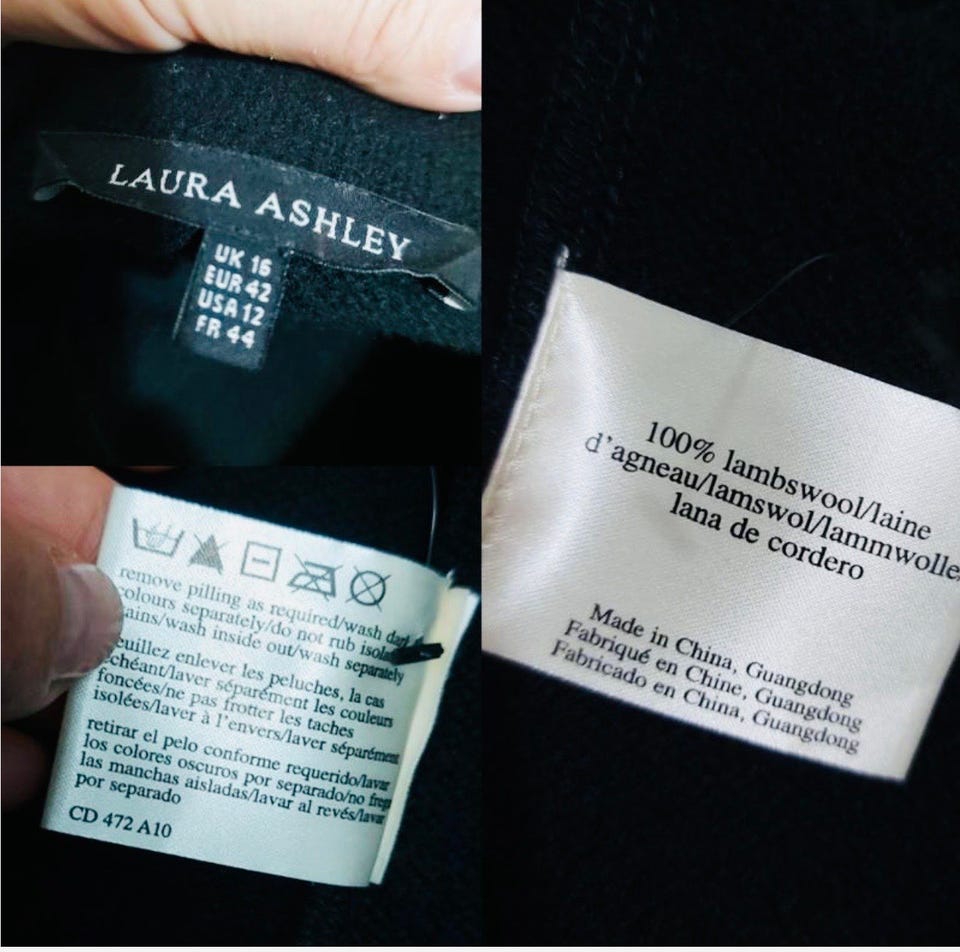 LAURA ASHLEY
UK 16
EUR 42
USA 12
FR 44
100% lambswool/laine
d'agneau/lamswol/lammwolle
lana de cordero
Made in China, Guangdong
Fabriqué en Chine, Guangdong
Fabricado en China, Guangdong
remove pilling as required/wash dark
colours separately/do not rub
wash inside out/wash separately
enlever les peluches, la cas
échéant/laver séparément les couleurs
foncées/ne pas frotter les taches
isolées/laver à l'envers/laver séparément
retirar el pelo conforme requerido/lavar
los colores oscuros por separado/no
las manchas aisladas/lavar al revés/lavar
por separado
CD 472 A10